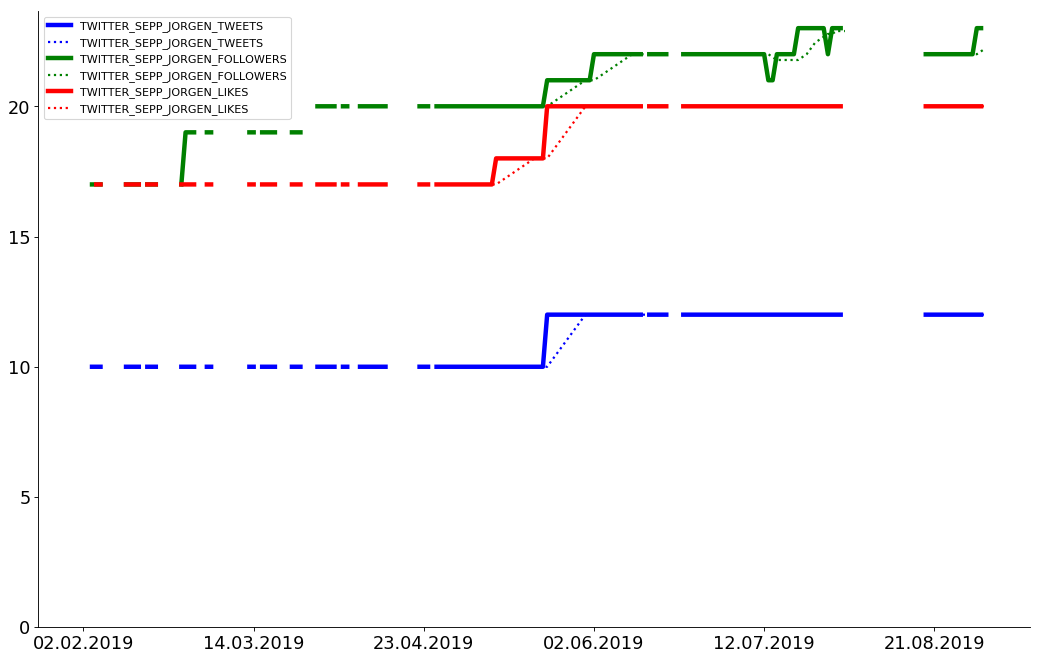 TWITTER_SEPP_JORGEN_TWEETS
TWITTER_SEPP_JORGEN_TWEETS
TWITTER_SEPP_JORGEN_FOLLOWERS
TWITTER_SEPP_JORGEN_FOLLOWERS
TWITTER_SEPP_JORGEN_LIKES
TWITTER_SEPP_JORGEN_LIKES
20
15
10
5
0
02.02.2019 14.03.2019 23.04.2019 02.06.2019 12.07.2019 21.08.2019